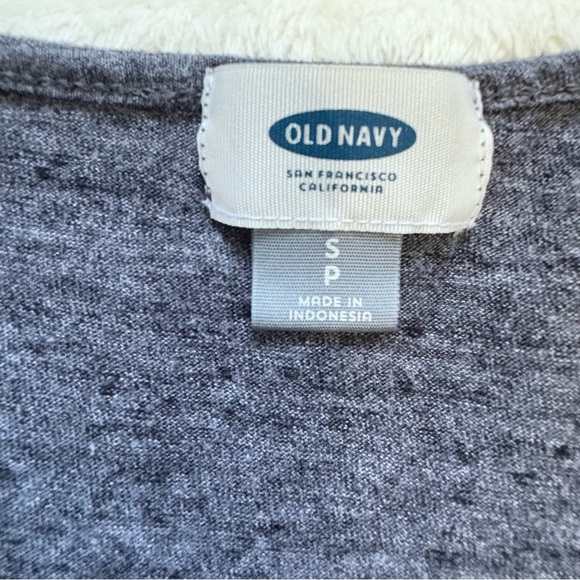 OLD NAVY
SAN FRANCISCO
CALIFORNIA
S
P
MADE IN
INDONESIA